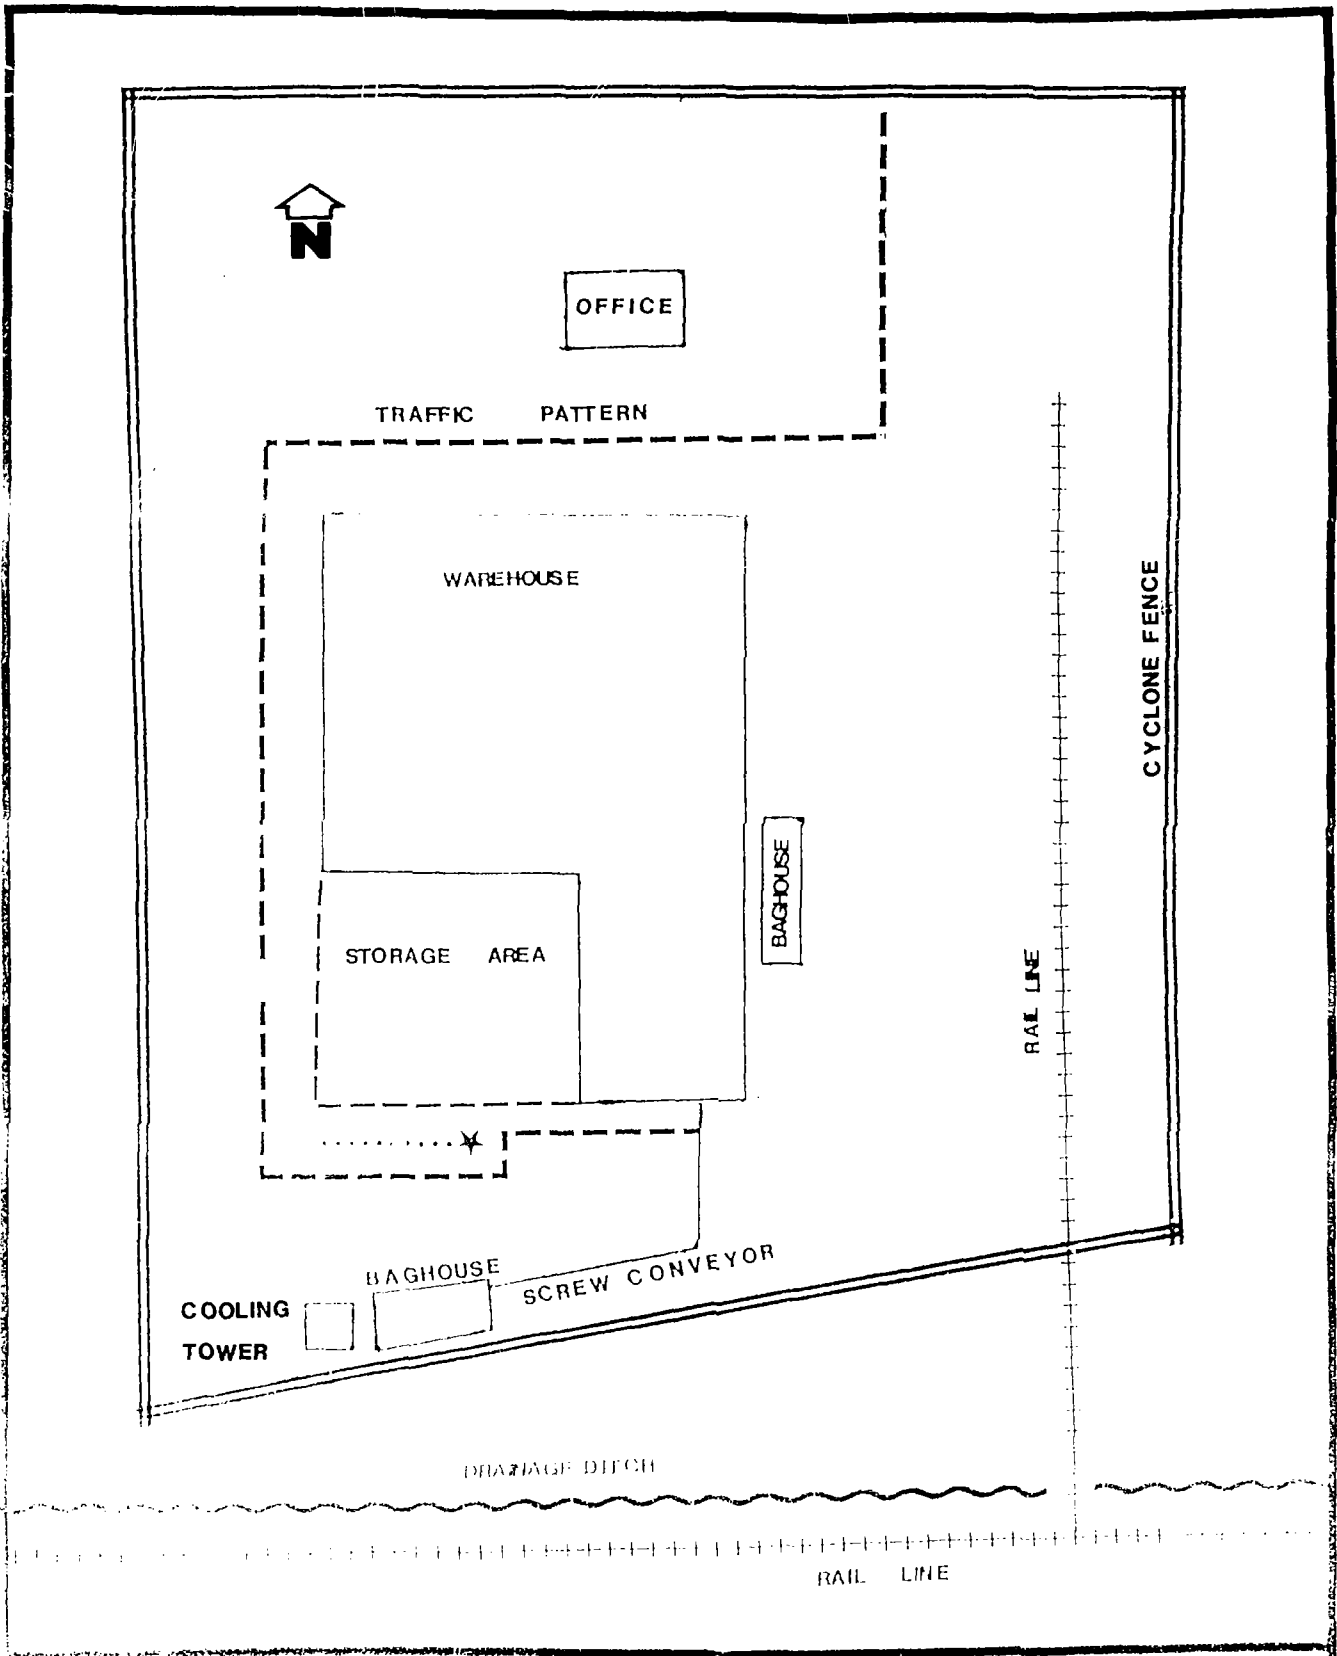 N
OFFICE
TRAFFIC PATTERN
WAREHOUSE
CYCLONE FENCE
BAGHOUSE
STORAGE AREA
RAIL LINE
BAGHOUSE
SCREW CONVEYOR
COOLING
TOWER
DRAINAGE DITCH
RAIL LINE